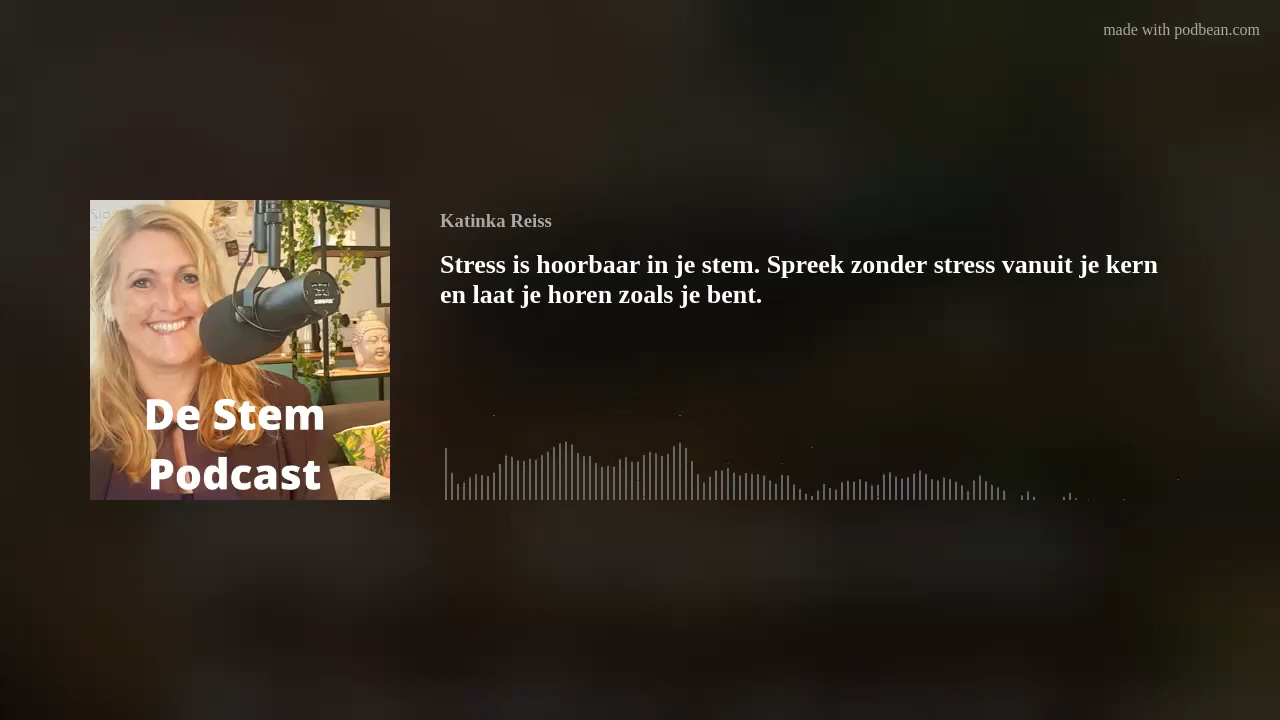 made with podbean.com
Katinka Reiss
Stress is hoorbaar in je stem. Spreek zonder stress vanuit je kern
en laat je horen zoals je bent.
De Stem
Podcast